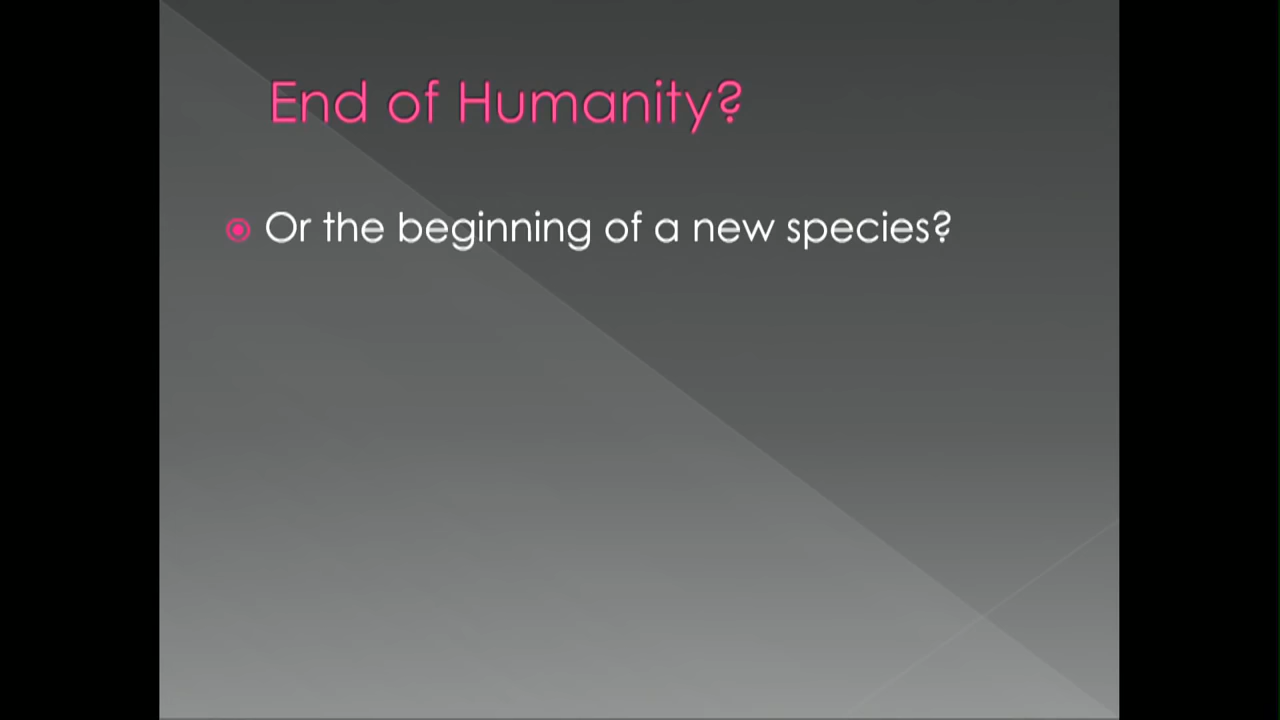 End of Humanity?
Or the beginning of a new species?